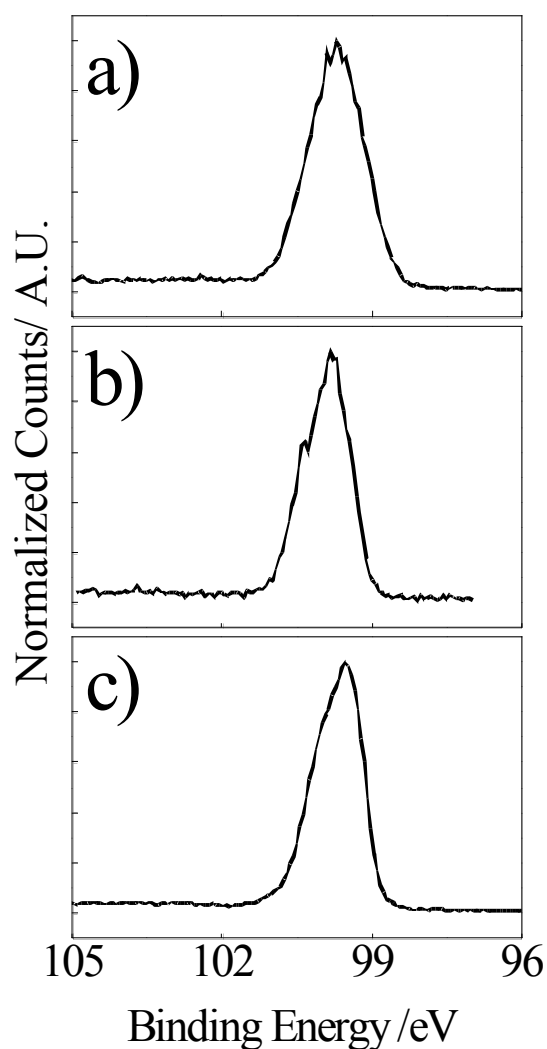 a)
b)
c)
Normalized Counts/ A.U.
105 102 99 96
Binding Energy /eV